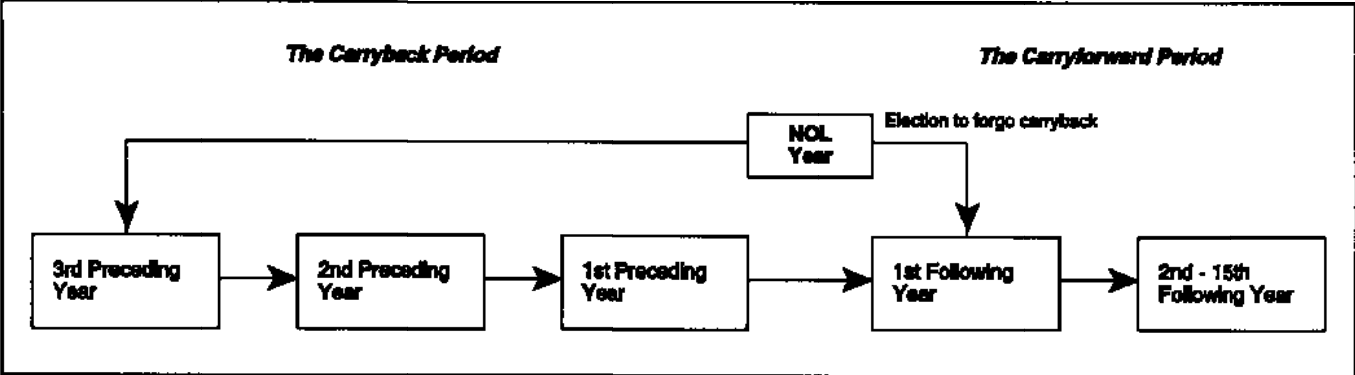 The Carryback Period
The Carryforward Period
NOL
Year
Election to forgo carryback
3rd Preceding
Year
2nd Preceding
Year
1st Preceding
Year
1st Following
Year
2nd - 15th
Following Year